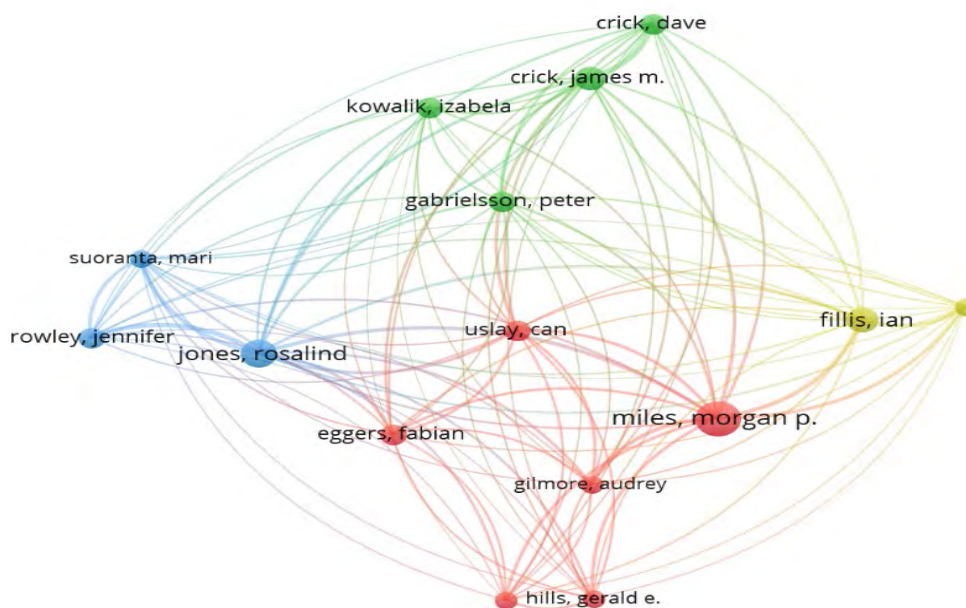 crick, dave
crick, james m.
kowalik, izabela
gabrielsson, peter
suoranta, mari
fillis, ian
uslay, can
rowley, jennifer
jones, rosalind
miles, morgan p.
eggers, fabian
gilmore, audrey
hills, gerald e.